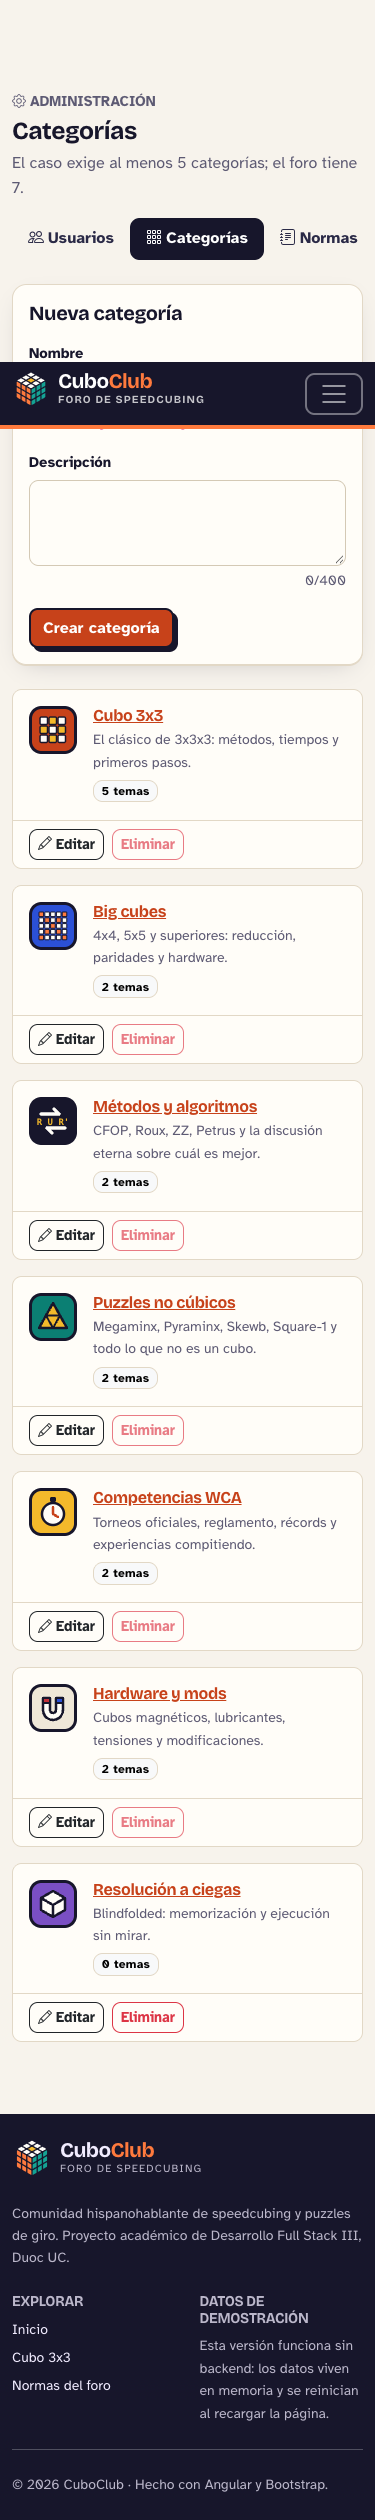 ADMINISTRACIÓN
Categorías
El caso exige al menos 5 categorías; el foro tiene
7.
Usuarios
Categorías
Normas
Nueva categoría
Nombre
CuboClub
FORO DE SPEEDCUBING
Descripción
0/400
Crear categoría
Cubo 3x3
El clásico de 3x3x3: métodos, tiempos y
primeros pasos.
5 temas
Editar
Eliminar
Big cubes
4x4, 5x5 y superiores: reducción,
paridades y hardware.
2 temas
Editar
Eliminar
R U R'
Métodos y algoritmos
CFOP, Roux, ZZ, Petrus y la discusión
eterna sobre cuál es mejor.
2 temas
Editar
Eliminar
Puzzles no cúbicos
Megaminx, Pyraminx, Skewb, Square-1 y
todo lo que no es un cubo.
2 temas
Editar
Eliminar
Competencias WCA
Torneos oficiales, reglamento, récords y
experiencias compitiendo.
2 temas
Editar
Eliminar
Hardware y mods
Cubos magnéticos, lubricantes,
tensiones y modificaciones.
2 temas
Editar
Eliminar
Resolución a ciegas
Blindfolded: memorización y ejecución
sin mirar.
0 temas
Editar
Eliminar
CuboClub
FORO DE SPEEDCUBING
Comunidad hispanohablante de speedcubing y puzzles
de giro. Proyecto académico de Desarrollo Full Stack III,
Duoc UC.
EXPLORAR
Inicio
Cubo 3x3
Normas del foro
DATOS DE
DEMOSTRACIÓN
Esta versión funciona sin
backend: los datos viven
en memoria y se reinician
al recargar la página.
© 2026 CuboClub · Hecho con Angular y Bootstrap.